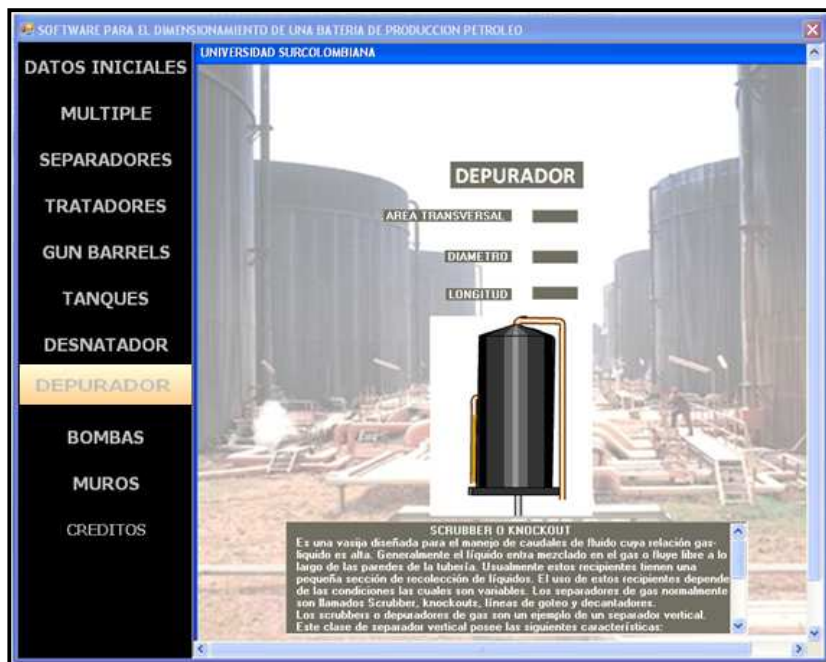 SOFTWARE PARA EL DIMENSIONAMIENTO DE UNA BATERIA DE PRODUCCION PETROLEO
UNIVERSIDAD SURCOLOMBIANA
DATOS INICIALES
MULTIPLE
SEPARADORES
TRATADORES
GUN BARRELS
TANQUES
DESNATADOR
DEPURADOR
BOMBAS
MUROS
CREDITOS
DEPURADOR
AREA TRANSVERSAL
DIAMETRO
LONGITUD
SCRUBBER O KNOCKOUT
Es una vasija diseñada para el manejo de caudales de fluido cuya relación gas-
liquido es alta. Generalmente el líquido entra mezclado en el gas o fluye libre a lo
largo de las paredes de la tubería. Usualmente estos recipientes tienen una
pequeña sección de recolección de líquidos. El uso de estos recipientes depende
de las condiciones las cuales son variables. Los separadores de gas normalmente
son llamados Scrubber, knockouts, líneas de goteo y decantadores.
Los scrubbers o depuradores de gas son un ejemplo de un separador vertical.
Este clase de separador vertical posee las siguientes características: